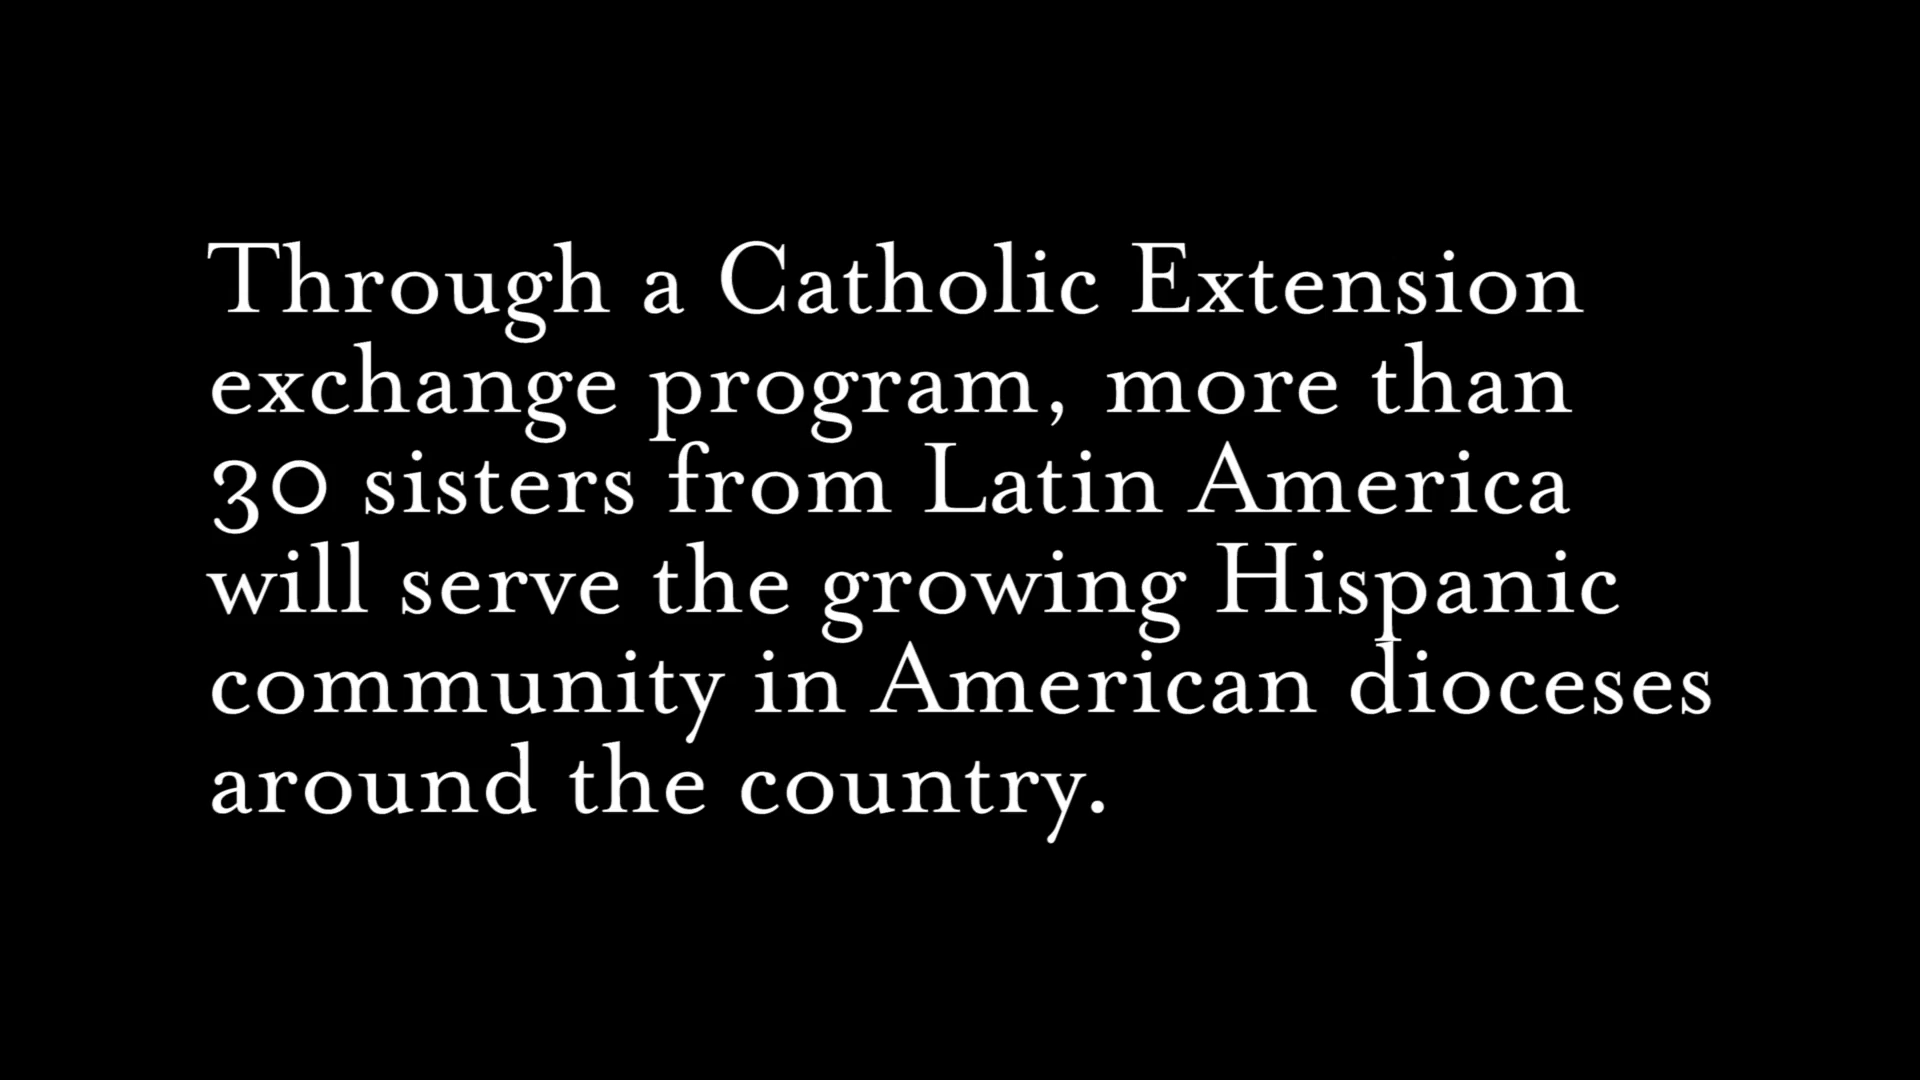 Through a Catholic Extension
exchange program, more than
30 sisters from Latin America
will serve the growing Hispanic
community in American dioceses
around the country.